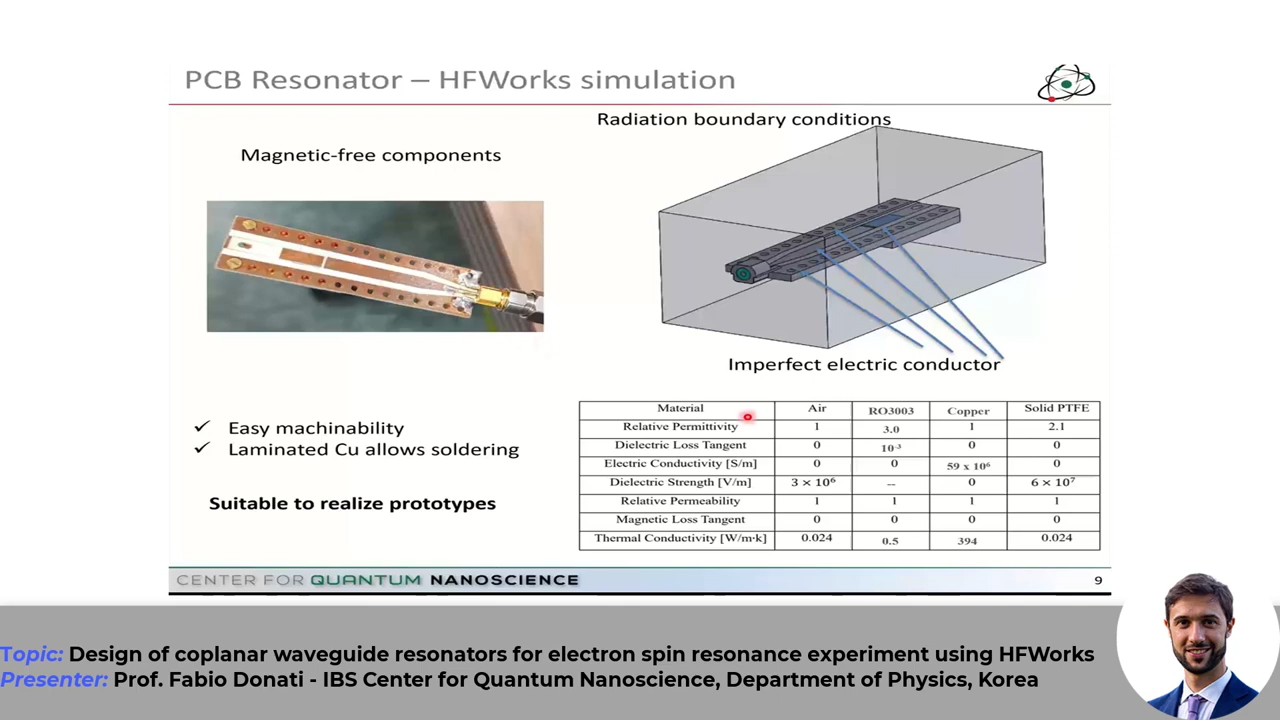 PCB Resonator – HFWorks simulation
Radiation boundary conditions
Magnetic-free components
Imperfect electric conductor
✓ Easy machinability
✓ Laminated Cu allows soldering
Suitable to realize prototypes
Material Air RO3003 Copper Solid PTFE
Relative Permittivity 1 3.0 1 2.1
Dielectric Loss Tangent 0 10⁻³ 0 0
Electric Conductivity [S/m] 0 0 59 x 10⁶ 0
Dielectric Strength [V/m] 3 × 10⁶ -- 0 6 × 10⁷
Relative Permeability 1 1 1 1
Magnetic Loss Tangent 0 0 0 0
Thermal Conductivity [W/m·k] 0.024 0.5 394 0.024
CENTER FOR QUANTUM NANOSCIENCE 9
Topic: Design of coplanar waveguide resonators for electron spin resonance experiment using HFWorks
Presenter: Prof. Fabio Donati - IBS Center for Quantum Nanoscience, Department of Physics, Korea